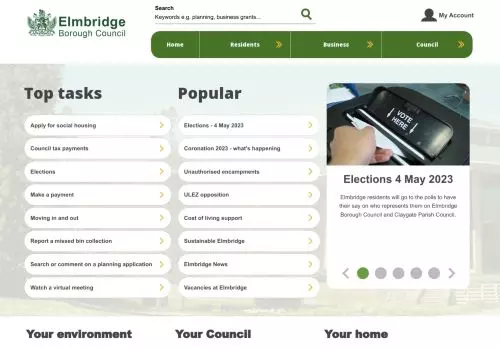 Elmbridge
Borough Council
Search
Keywords e.g. planning, business grants...
My Account
Home
Residents
Business
Council
Top tasks
Apply for social housing
Council tax payments
Elections
Make a payment
Moving in and out
Report a missed bin collection
Search or comment on a planning application
Watch a virtual meeting
Popular
Elections - 4 May 2023
Coronation 2023 - what's happening
Unauthorised encampments
ULEZ opposition
Cost of living support
Sustainable Elmbridge
Elmbridge News
Vacancies at Elmbridge
VOTE
HERE
Elections 4 May 2023
Elmbridge residents will go to the polls to have
their say on who represents them on Elmbridge
Borough Council and Claygate Parish Council.
Your environment
Your Council
Your home